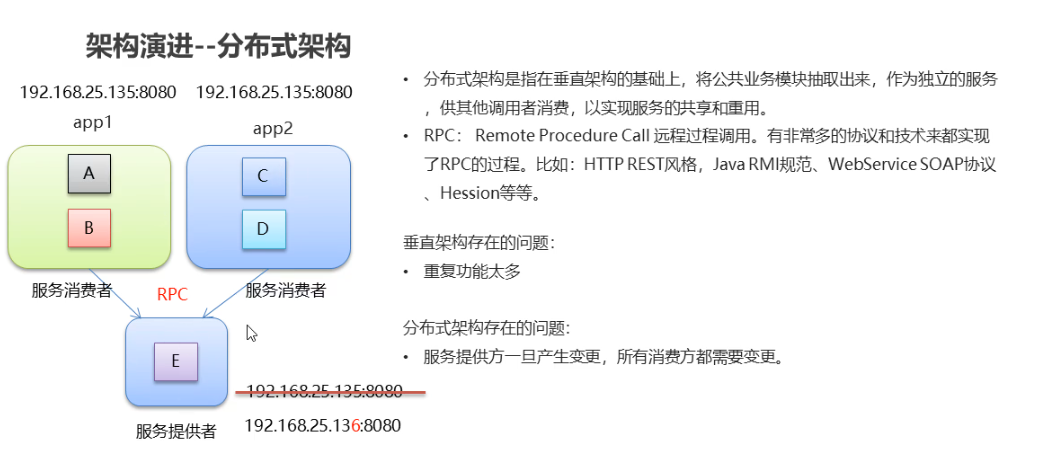 架构演进--分布式架构
192.168.25.135:8080
192.168.25.135:8080
app1
app2
A
B
C
D
服务消费者
RPC
服务消费者
E
192.168.25.135:8080
服务提供者
192.168.25.136:8080
• 分布式架构是指在垂直架构的基础上，将公共业务模块抽取出来，作为独立的服务
，供其他调用者消费，以实现服务的共享和重用。
• RPC： Remote Procedure Call 远程过程调用。有非常多的协议和技术来都实现
了RPC的过程。比如：HTTP REST风格，Java RMI规范、WebService SOAP协议
、Hession等等。
垂直架构存在的问题：
• 重复功能太多
分布式架构存在的问题：
• 服务提供方一旦产生变更，所有消费方都需要变更。